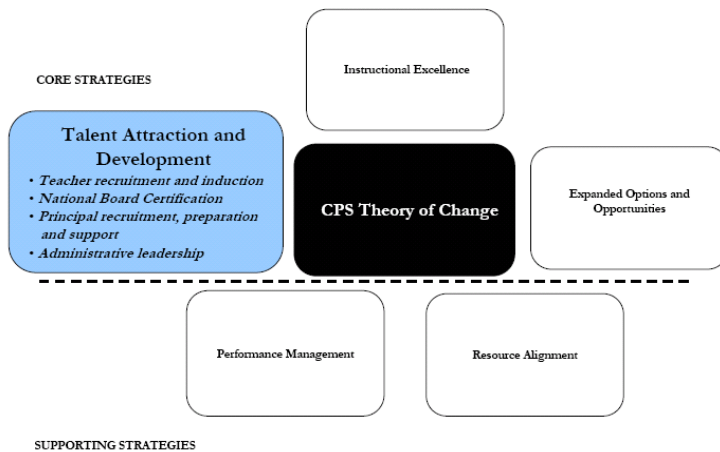 Instructional Excellence
CORE STRATEGIES
Talent Attraction and
Development
• Teacher recruitment and induction
• National Board Certification
• Principal recruitment, preparation
and support
• Administrative leadership
CPS Theory of Change
Expanded Options and
Opportunities
Performance Management
Resource Alignment
SUPPORTING STRATEGIES